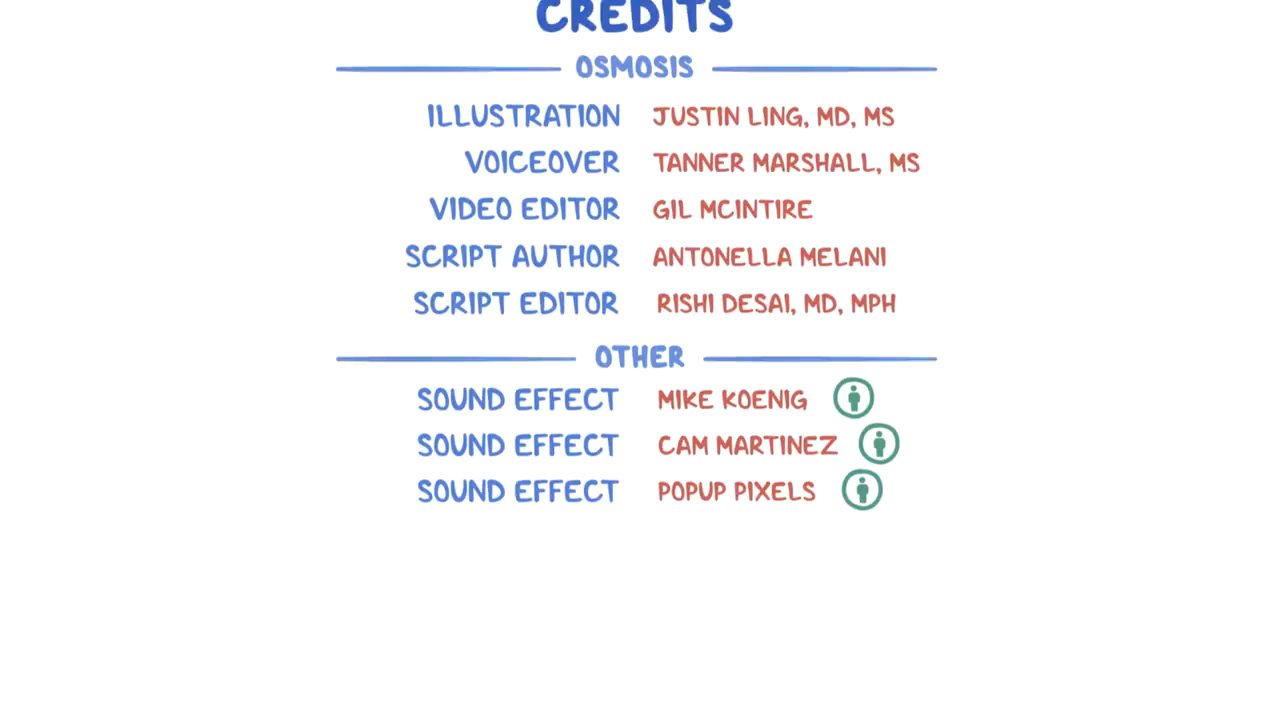 CREDITS
OSMOSIS
ILLUSTRATION JUSTIN LING, MD, MS
VOICEOVER TANNER MARSHALL, MS
VIDEO EDITOR GIL MCINTIRE
SCRIPT AUTHOR ANTONELLA MELANI
SCRIPT EDITOR RISHI DESAI, MD, MPH
OTHER
SOUND EFFECT MIKE KOENIG
SOUND EFFECT CAM MARTINEZ
SOUND EFFECT POPUP PIXELS